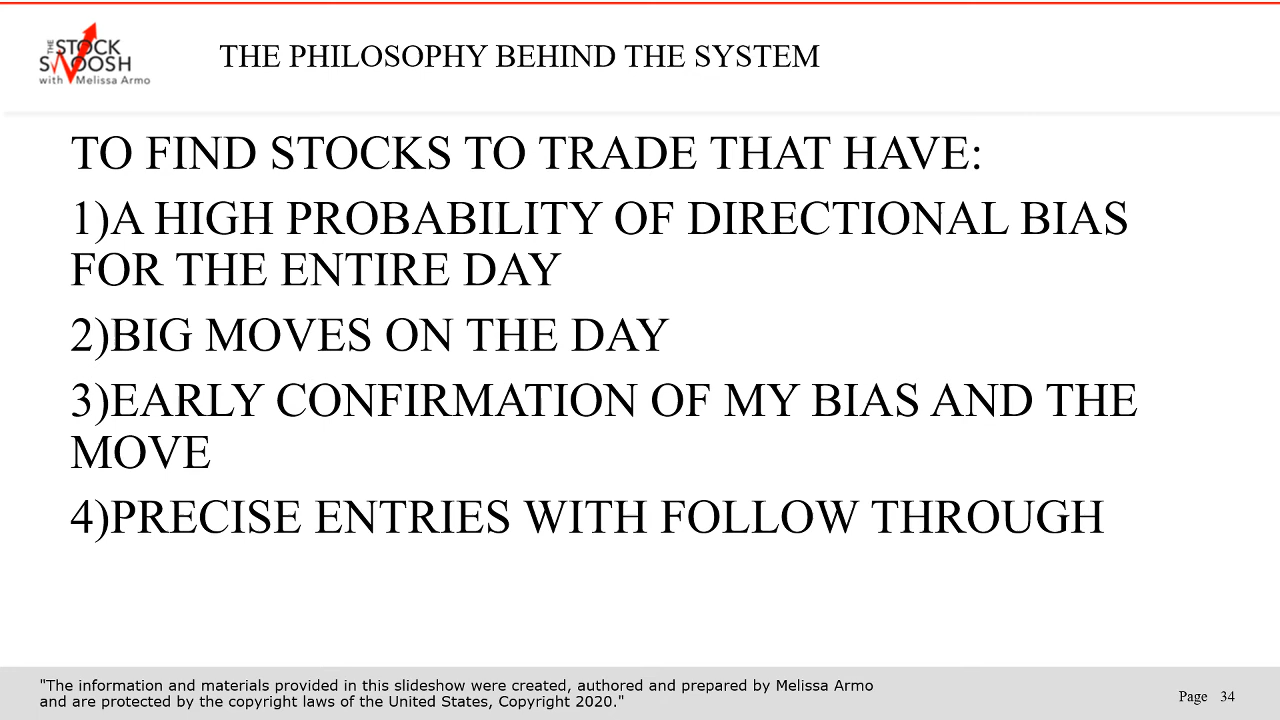 THE
STOCK
SWOOSH
with Melissa Armo
THE PHILOSOPHY BEHIND THE SYSTEM
TO FIND STOCKS TO TRADE THAT HAVE:
1)A HIGH PROBABILITY OF DIRECTIONAL BIAS
FOR THE ENTIRE DAY
2)BIG MOVES ON THE DAY
3)EARLY CONFIRMATION OF MY BIAS AND THE
MOVE
4)PRECISE ENTRIES WITH FOLLOW THROUGH
"The information and materials provided in this slideshow were created, authored and prepared by Melissa Armo
and are protected by the copyright laws of the United States, Copyright 2020."
Page 34